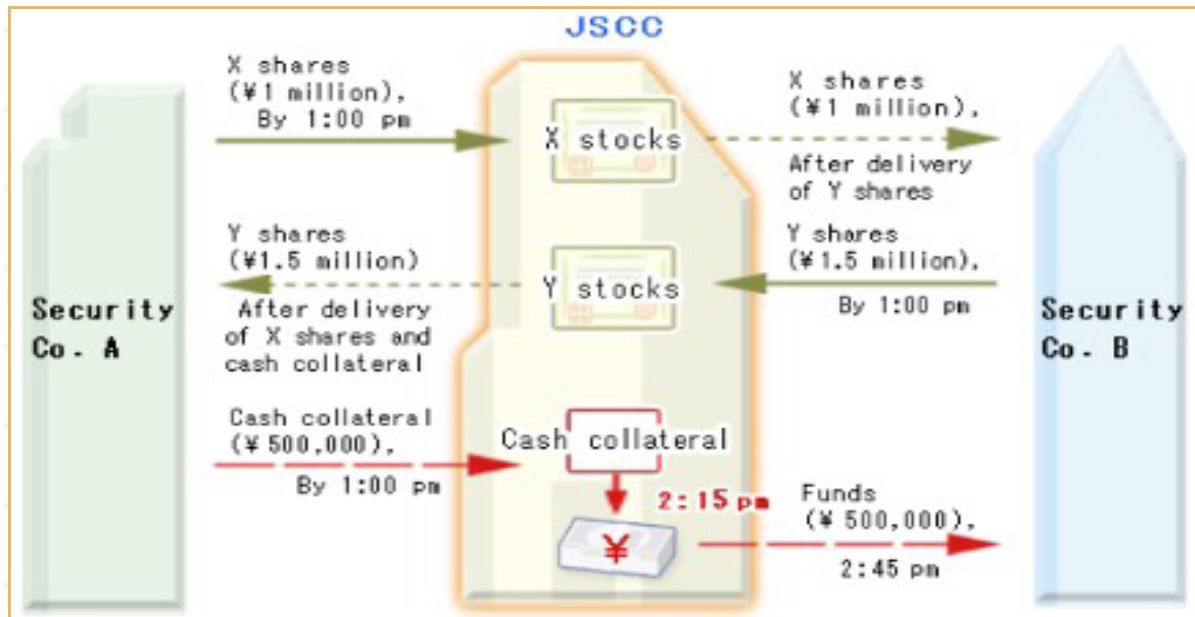 JSCC
X shares
(¥1 million),
By 1:00 pm
X stocks
X shares
(¥1 million),
After delivery
of Y shares
Y shares
(¥1.5 million)
After delivery
of X shares and
cash collateral
Y stocks
Y shares
(¥1.5 million),
By 1:00 pm
Security
Co. A
Security
Co. B
Cash collateral
(¥ 500,000),
By 1:00 pm
Cash collateral
2:15 pm
¥
Funds
(¥ 500,000),
2:45 pm